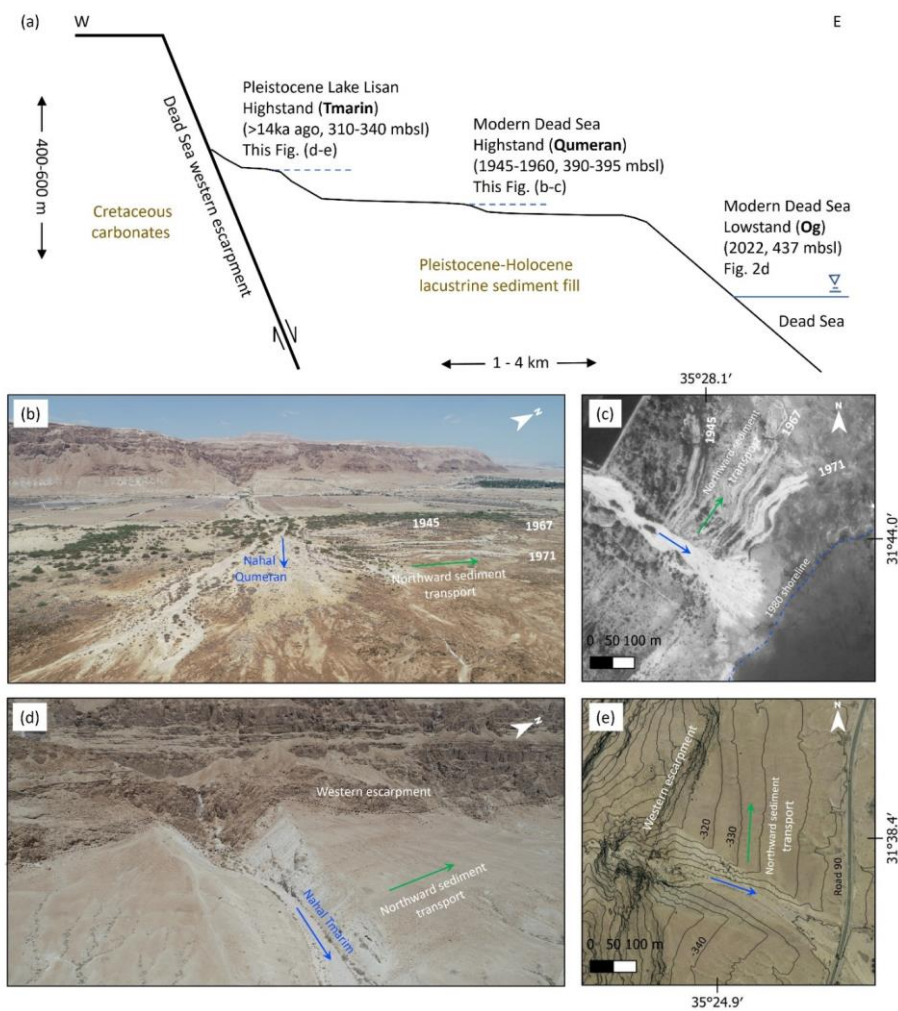 (a)
W
E
Pleistocene Lake Lisan
Highstand (Tmarin)
(>14ka ago, 310-340 mbsl)
This Fig. (d-e)
Modern Dead Sea
Highstand (Qumeran)
(1945-1960, 390-395 mbsl)
This Fig. (b-c)
Modern Dead Sea
Lowstand (Og)
(2022, 437 mbsl)
Fig. 2d
400-600 m
Dead Sea western escarpment
Cretaceous
carbonates
Pleistocene-Holocene
lacustrine sediment fill
Dead Sea
1 - 4 km
(b)
N
1945
1967
1971
Nahal
Qumeran
Northward sediment
transport
35°28.1′
(c)
N
1945
1967
1971
Northward sediment
transport
31°44.0′
1980 shoreline
0 50 100 m
(d)
N
Western escarpment
Nahal Tmarim
Northward sediment
transport
(e)
N
Western escarpment
-320
-330
Northward sediment
transport
31°38.4′
Road 90
-340
0 50 100 m
35°24.9′